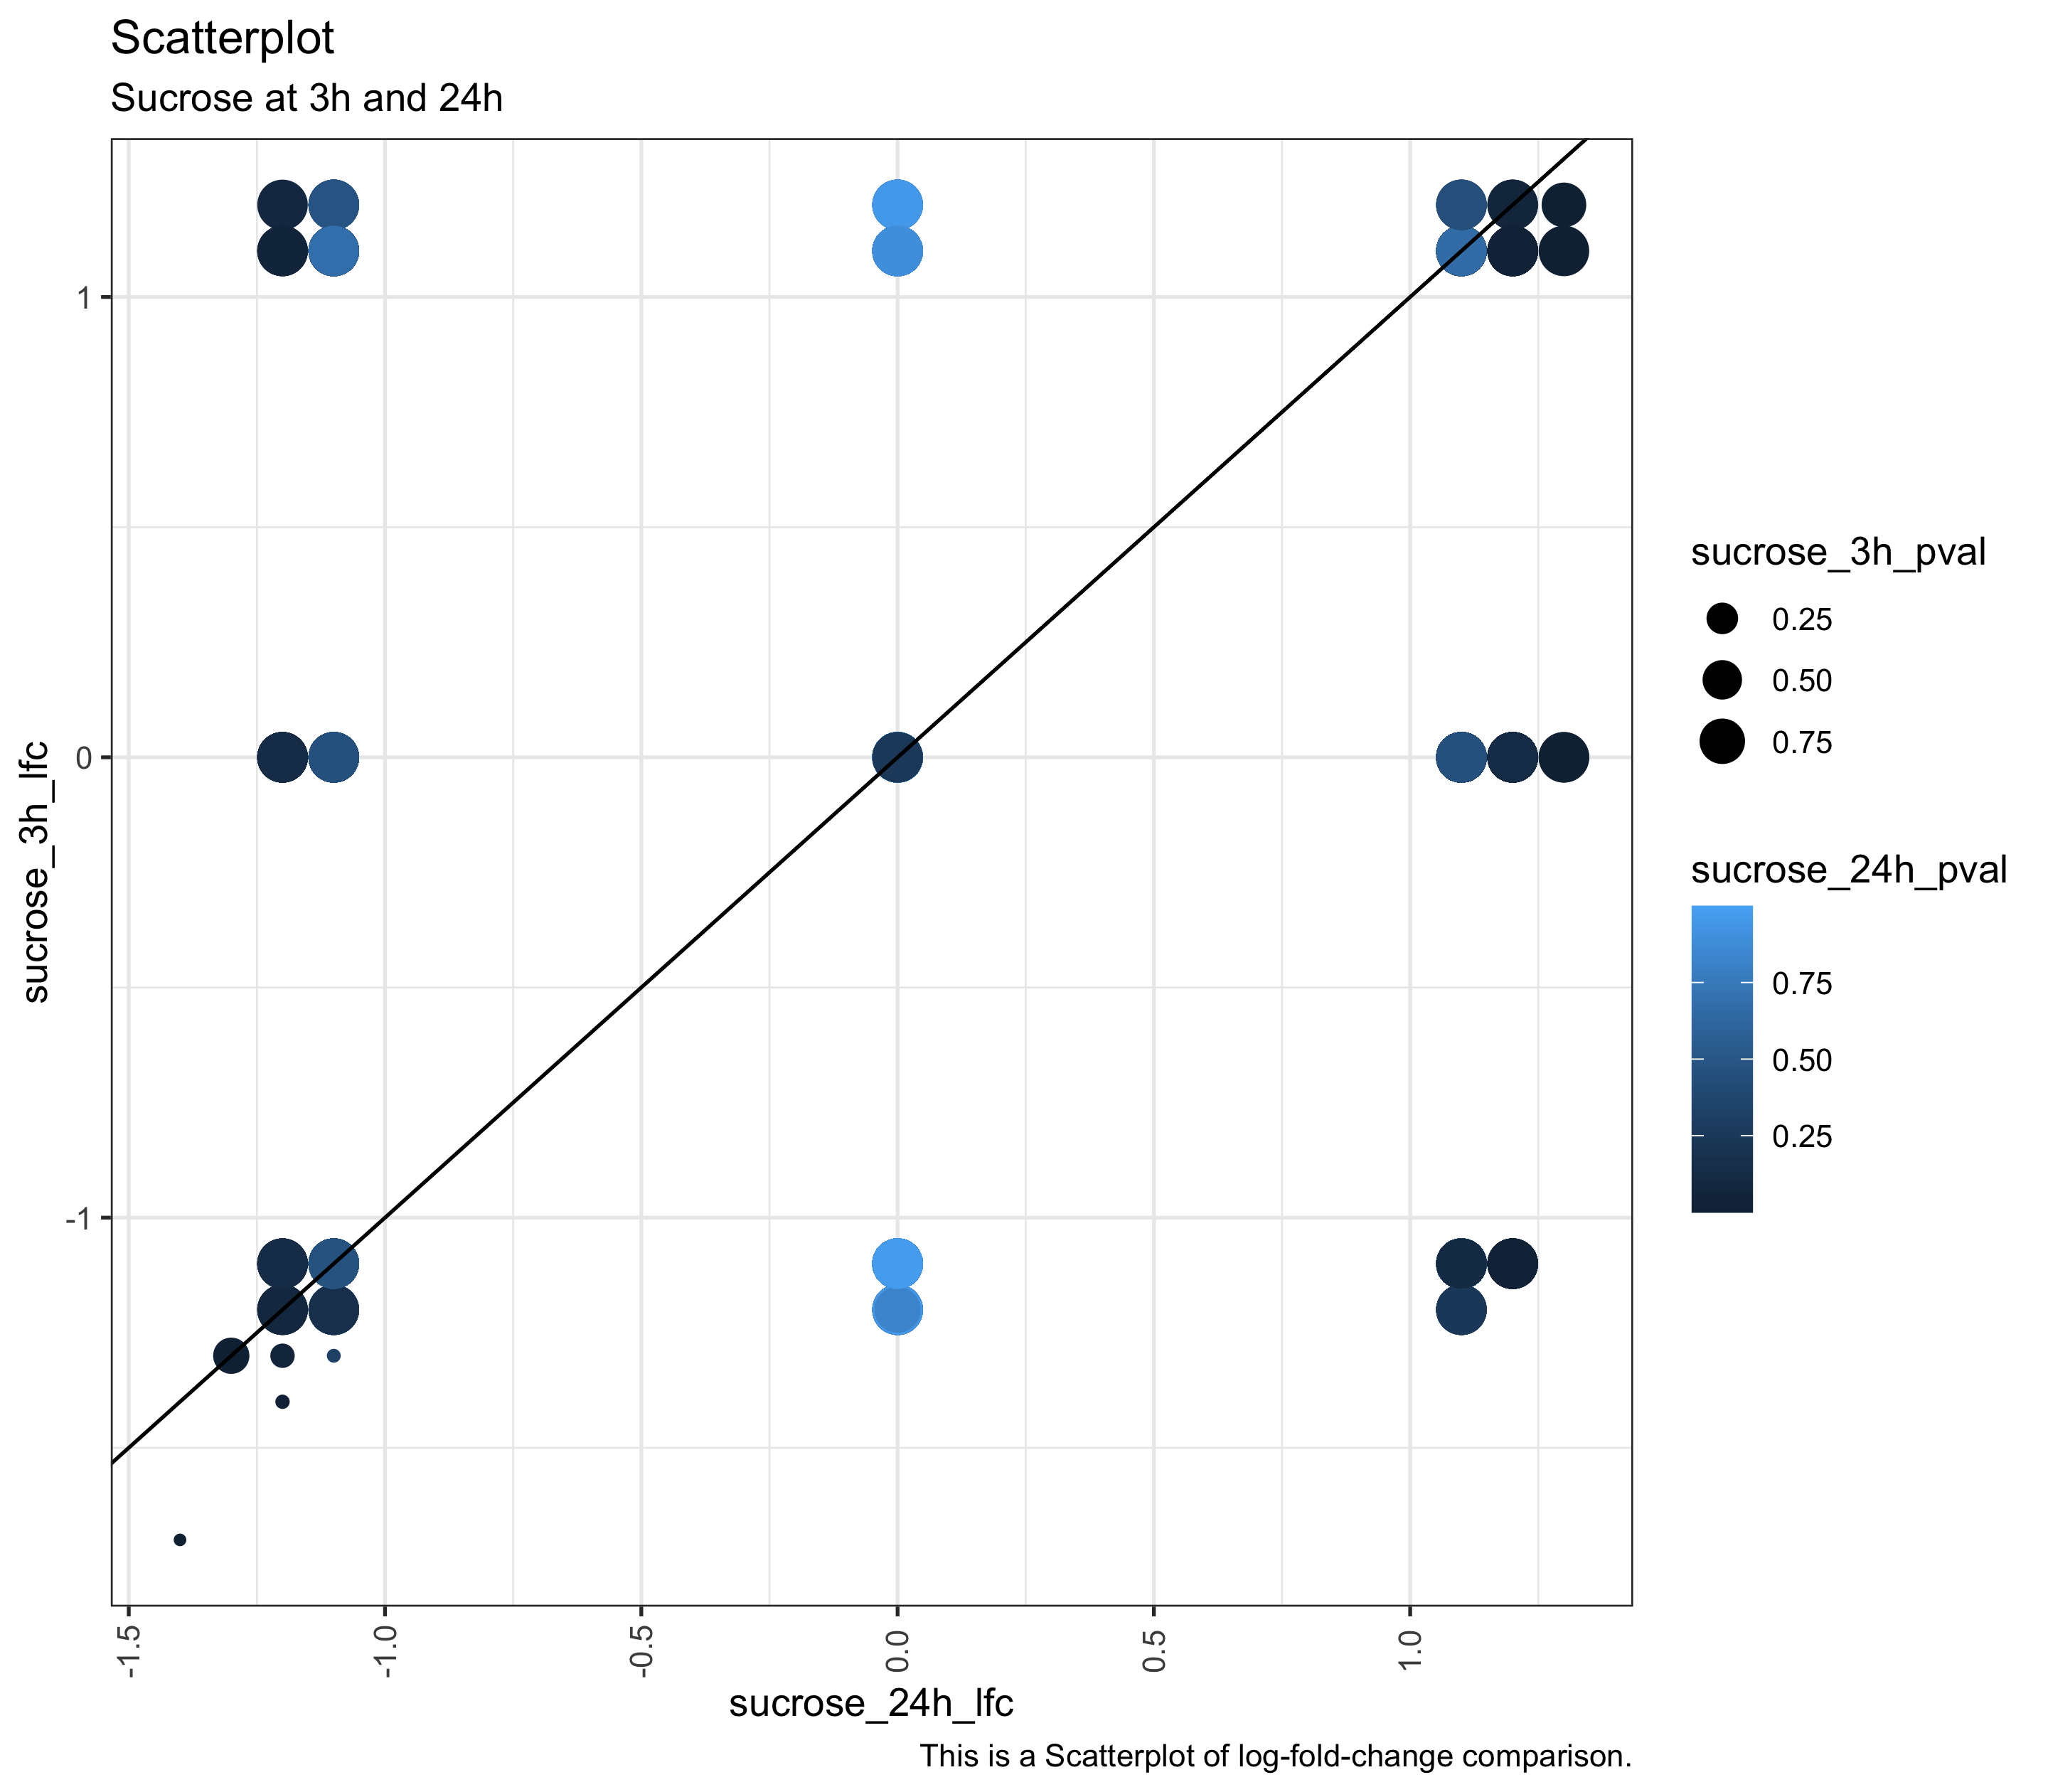 Scatterplot
Sucrose at 3h and 24h
sucrose_3h_lfc
1
0
-1
-1.5
-1.0
-0.5
0.0
0.5
1.0
sucrose_24h_lfc
This is a Scatterplot of log-fold-change comparison.
sucrose_3h_pval
0.25
0.50
0.75
sucrose_24h_pval
0.75
0.50
0.25